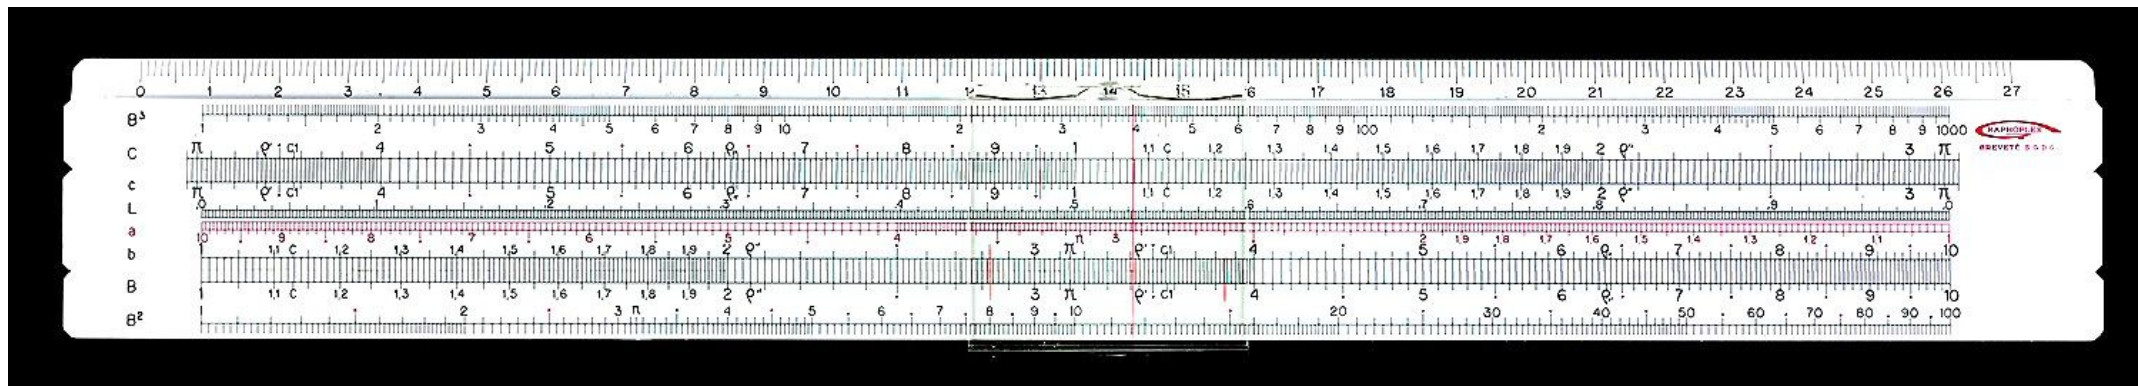 0 1 2 3 4 5 6 7 8 9 10 11 12 13 14 15 16 17 18 19 20 21 22 23 24 25 26 27
B³ 1 2 3 4 5 6 7 8 9 10 2 3 4 5 6 7 8 9 100 2 3 4 5 6 7 8 9 1000
RAPHOPLEX
BREVETÉ S.G.D.G.
C π ρ' c1 4 5 6 ρ 7 8 9 1 1,1 C 1,2 1,3 1,4 1,5 1,6 1,7 1,8 1,9 2 ρ" 3 π
c π ρ' c1 4 5 6 ρ 7 8 9 1 1,1 C 1,2 1,3 1,4 1,5 1,6 1,7 1,8 1,9 2 ρ" 3 π
L ,0 ,1 ,2 ,3 ,4 ,5 ,6 ,7 ,8 ,9 ,0
a 10 9 8 7 6 5 4 π 3 2 1,9 1,8 1,7 1,6 1,5 1,4 1,3 1,2 1,1 1
b 1 1,1 C 1,2 1,3 1,4 1,5 1,6 1,7 1,8 1,9 2 ρ" 3 π ρ' c1 4 5 6 ρ 7 8 9 10
B 1 1,1 C 1,2 1,3 1,4 1,5 1,6 1,7 1,8 1,9 2 ρ" 3 π ρ' c1 4 5 6 ρ 7 8 9 10
B² 1 2 3 π 4 5 6 7 8 9 10 20 30 40 50 60 70 80 90 100